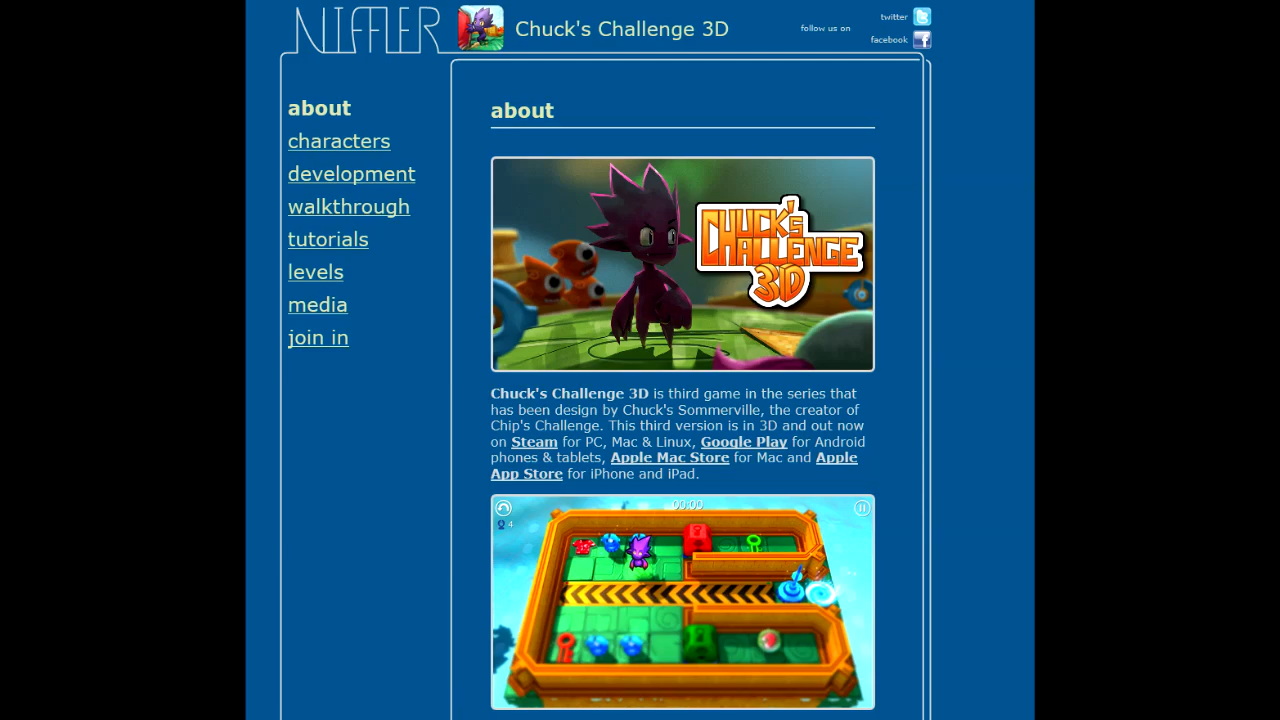 NIFFLER
Chuck's Challenge 3D
follow us on
twitter
facebook
about
characters
development
walkthrough
tutorials
levels
media
join in
about
CHUCK'S
CHALLENGE
3D
Chuck's Challenge 3D is third game in the series that
has been design by Chuck's Sommerville, the creator of
Chip's Challenge. This third version is in 3D and out now
on Steam for PC, Mac & Linux, Google Play for Android
phones & tablets, Apple Mac Store for Mac and Apple
App Store for iPhone and iPad.
00:00
4